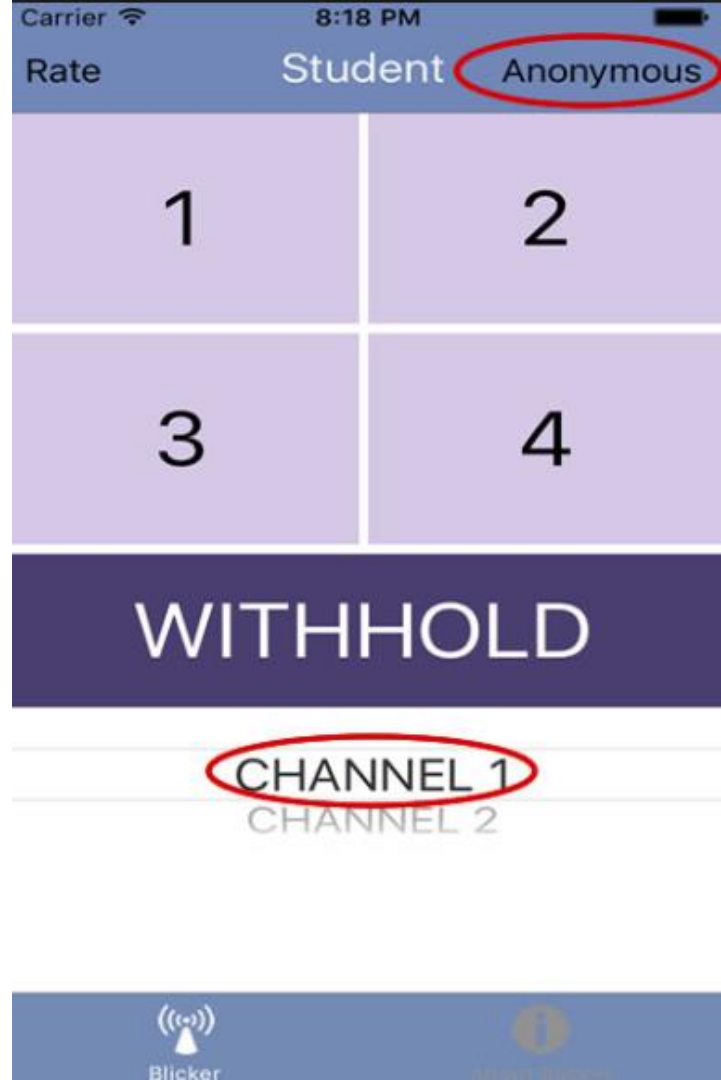 Carrier 8:18 PM
Rate Student Anonymous
1 2
3 4
WITHHOLD
CHANNEL 1
CHANNEL 2
Blicker